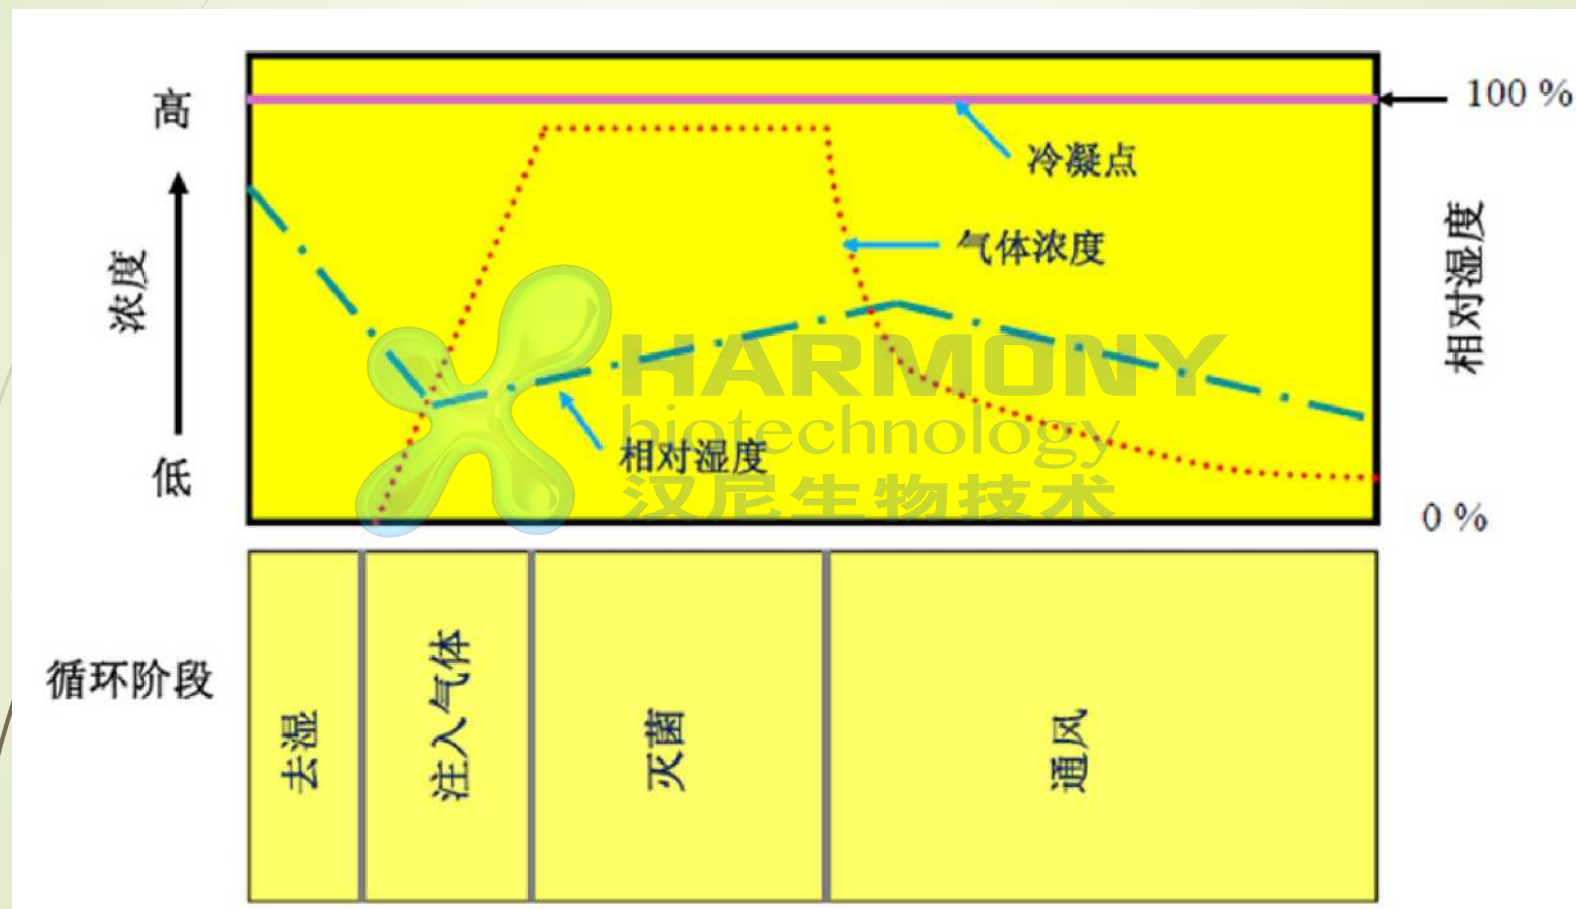 高
100 %
冷凝点
气体浓度
浓度
相对湿度
HARMONY
biotechnology
相对湿度
汉尼生物技术
低
0 %
循环阶段
去湿
注入气体
灭菌
通风